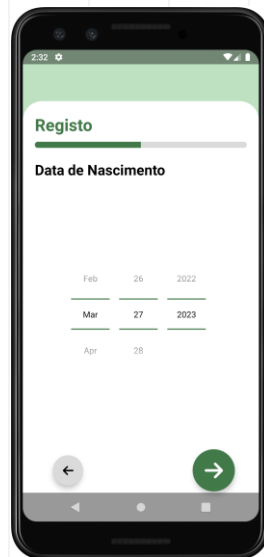 2:32
Registo
Data de Nascimento
Feb 26 2022
Mar 27 2023
Apr 28